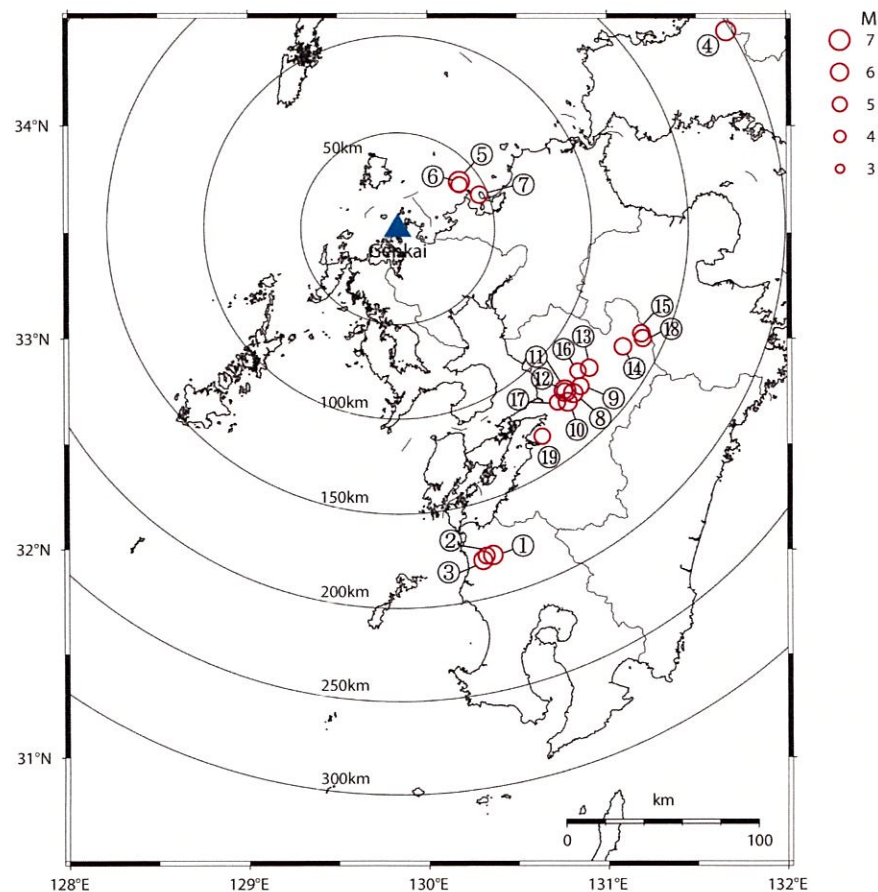 M
7
6
5
4
3
④
34°N
50km
⑤
⑥
⑦
Genkai
33°N
⑮
⑬
⑱
⑯
⑪
⑭
⑫
⑨
⑰
⑧
100km
⑩
⑲
150km
32°N
②
①
③
200km
250km
31°N
300km
km
0
100
128°E
129°E
130°E
131°E
132°E